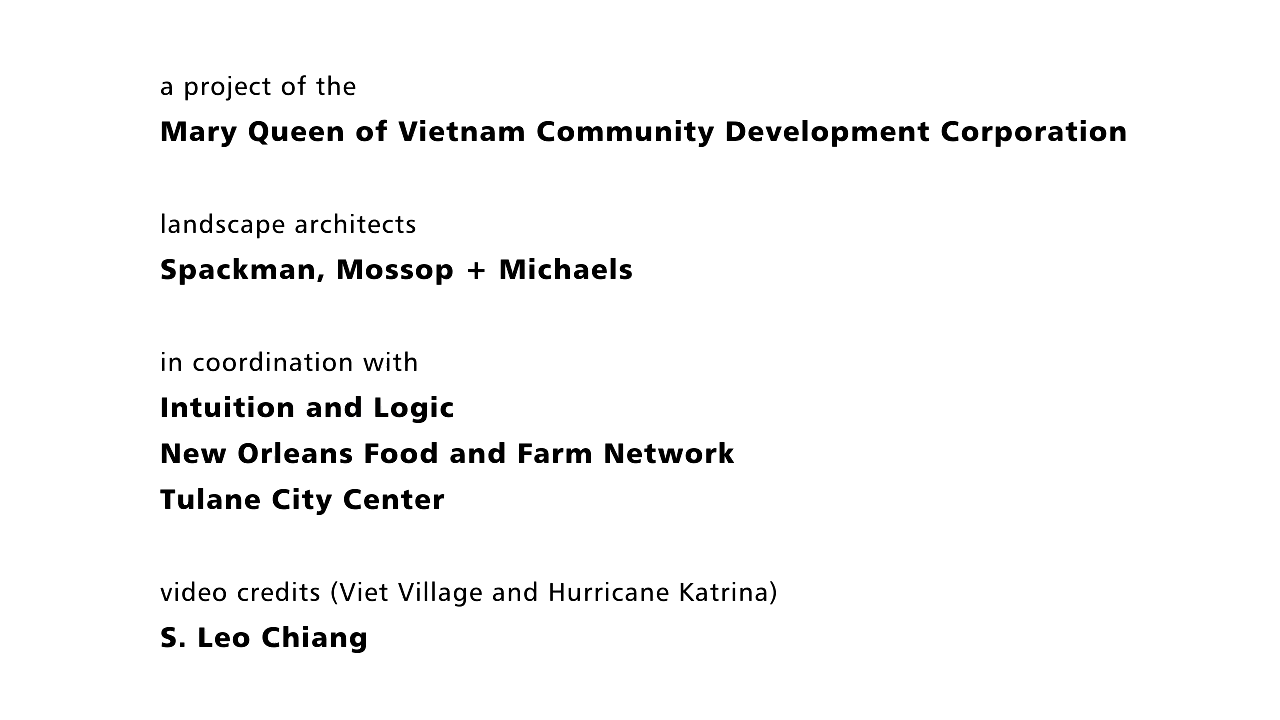 a project of the
Mary Queen of Vietnam Community Development Corporation
landscape architects
Spackman, Mossop + Michaels
in coordination with
Intuition and Logic
New Orleans Food and Farm Network
Tulane City Center
video credits (Viet Village and Hurricane Katrina)
S. Leo Chiang